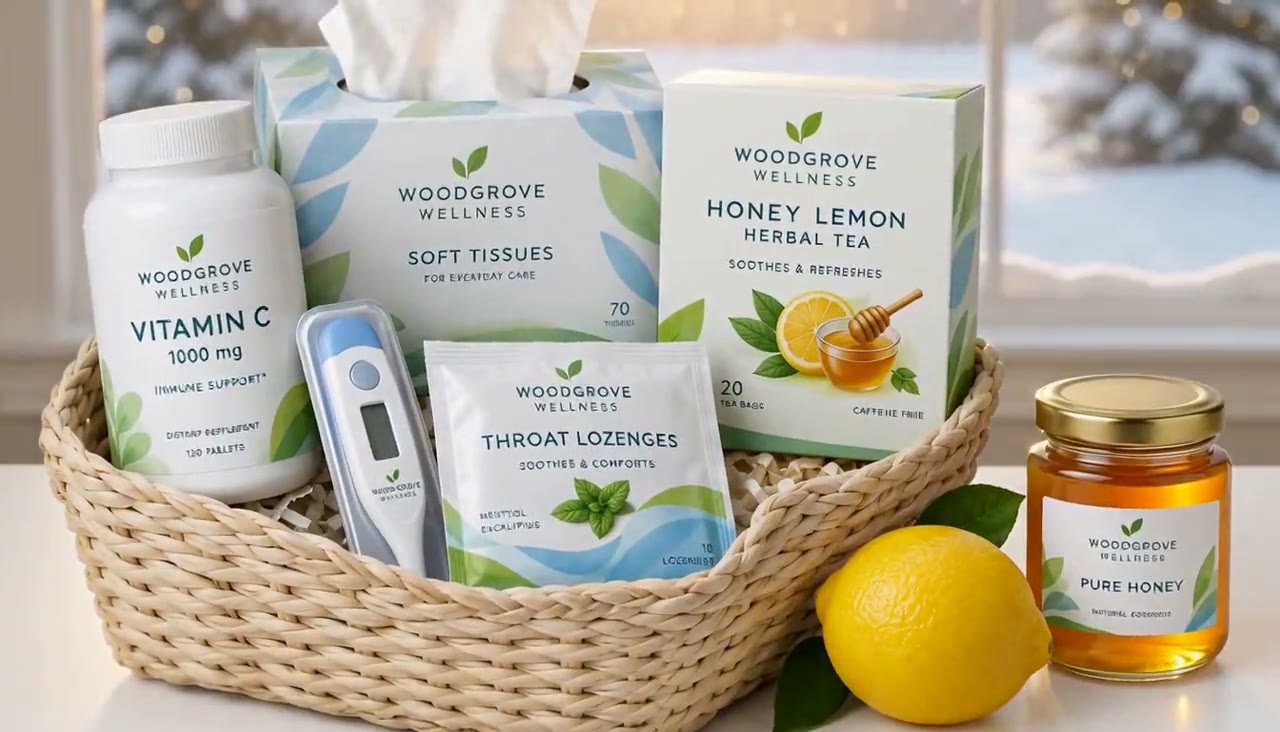 WOODGROVE
WELLNESS
VITAMIN C
1000 mg
IMMUNE SUPPORT*
WOODGROVE
WELLNESS
SOFT TISSUES
FOR EVERYDAY CARE
70
WOODGROVE
WELLNESS
HONEY LEMON
HERBAL TEA
SOOTHES & REFRESHES
20
TEA BAGS
CAFFEINE FREE
WOODGROVE
WELLNESS
THROAT LOZENGES
SOOTHES & COMFORTS
WOODGROVE
WELLNESS
PURE HONEY